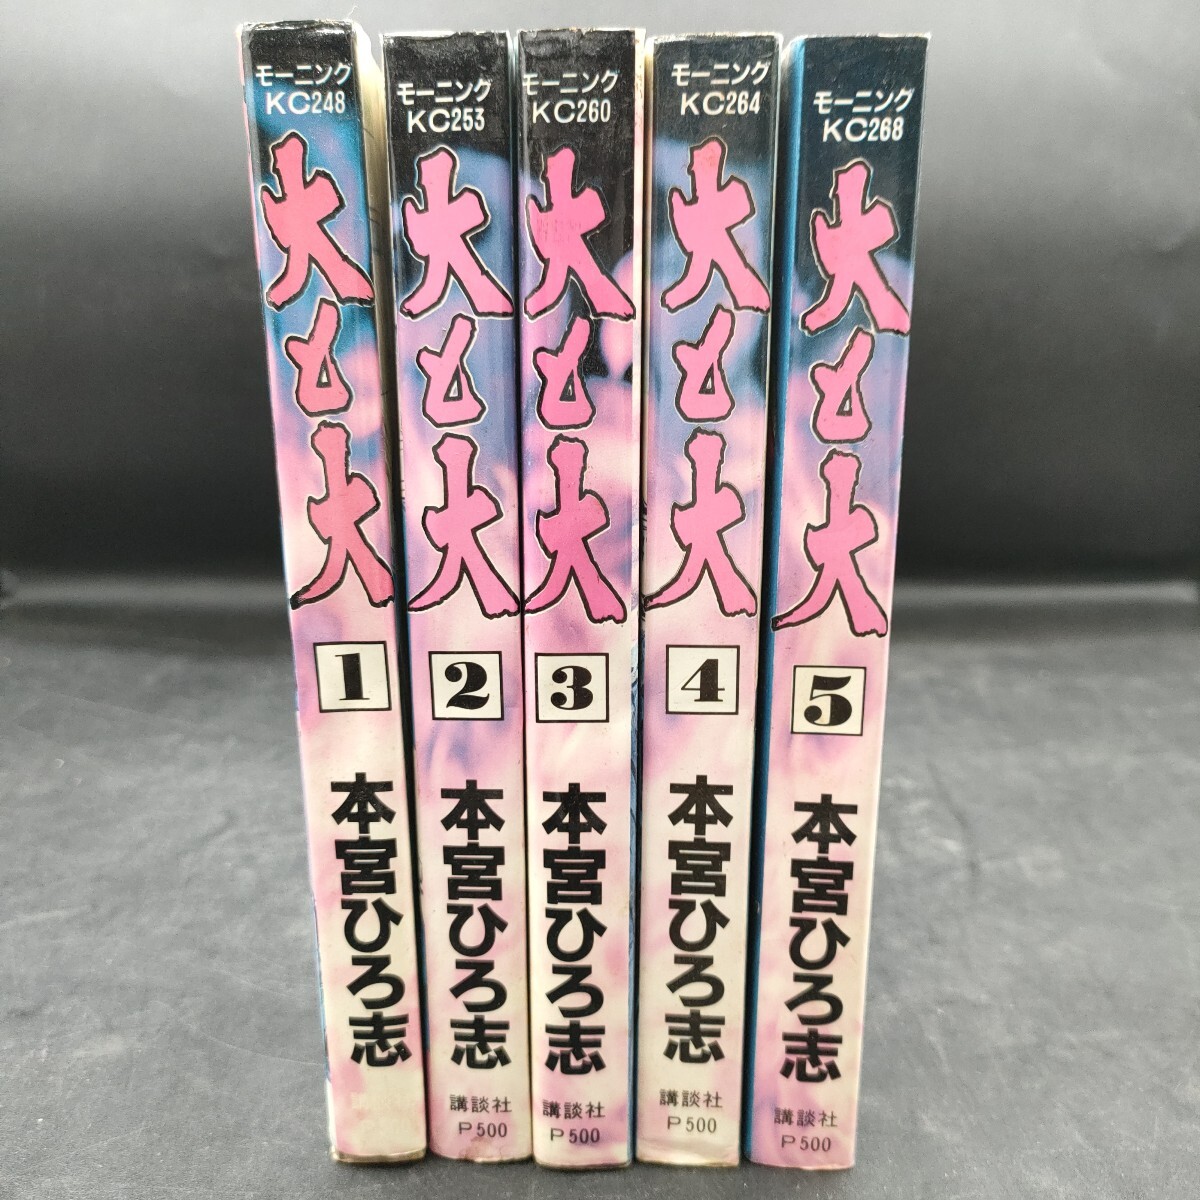 モーニング
KC248
大と大
1
本宮ひろ志
モーニング
KC253
大と大
2
本宮ひろ志
講談社
P500
モーニング
KC260
大と大
3
本宮ひろ志
講談社
P500
モーニング
KC264
大と大
4
本宮ひろ志
講談社
P500
モーニング
KC268
大と大
5
本宮ひろ志
講談社
P500